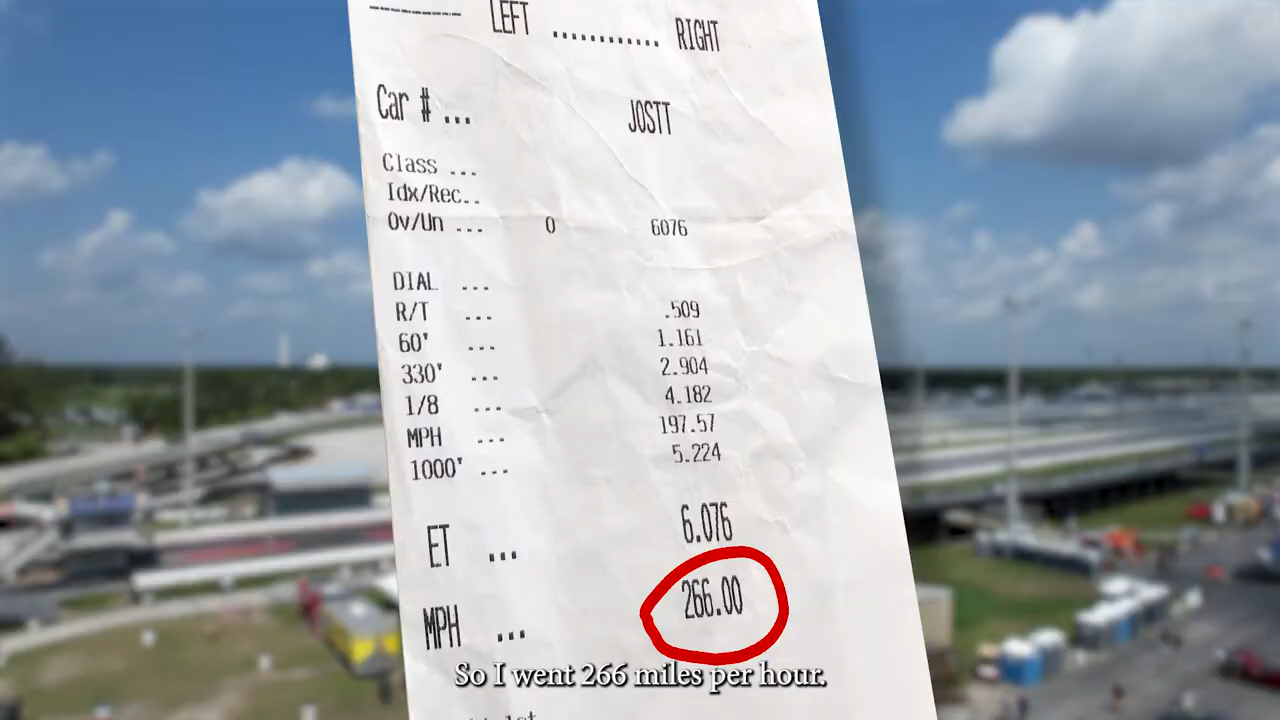 -------- LEFT ............ RIGHT
Car # ... JOSTT
Class ...
Idx/Rec..
Ov/Un ... 0 6076
DIAL ...
R/T ... .509
60' ... 1.161
330' ... 2.904
1/8 ... 4.182
MPH ... 197.57
1000' ... 5.224
ET ... 6.076
MPH ... 266.00
So I went 266 miles per hour.